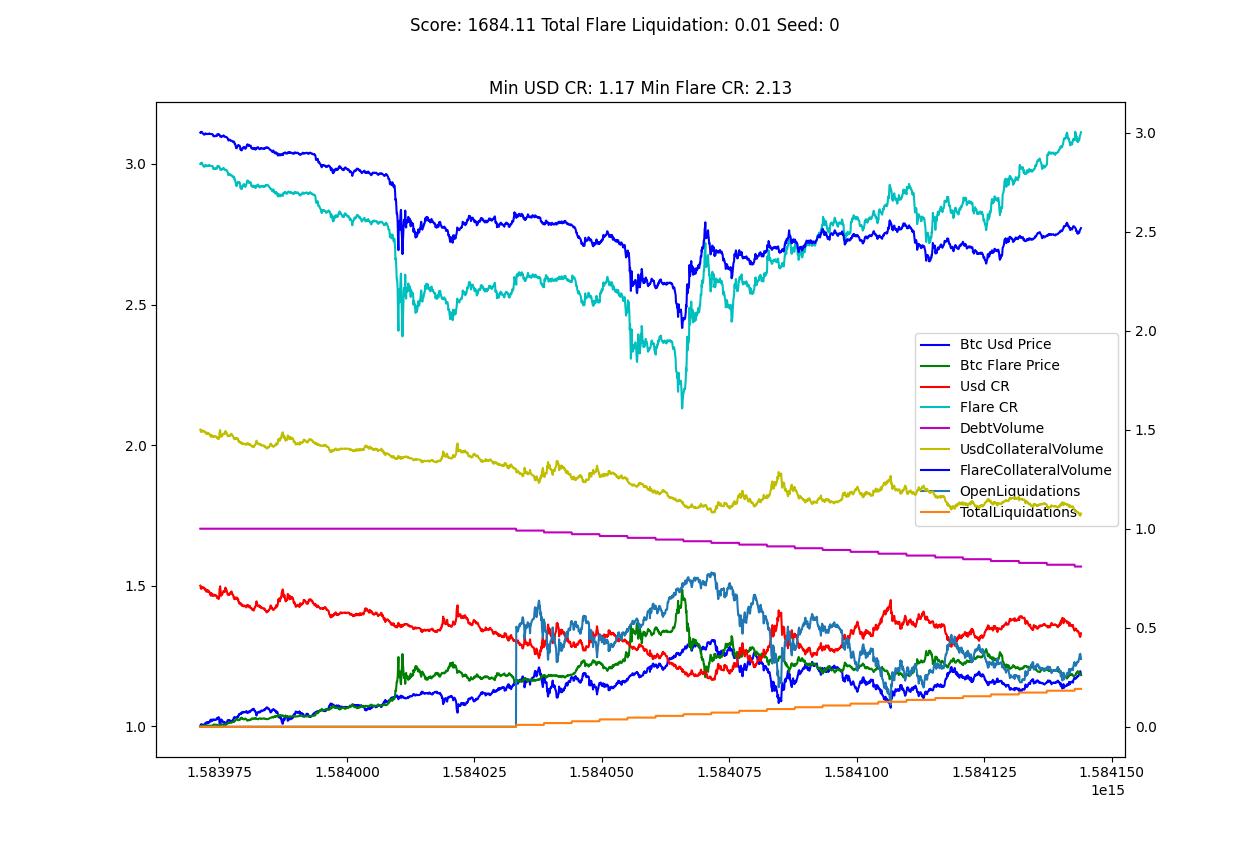 Score: 1684.11 Total Flare Liquidation: 0.01 Seed: 0
Min USD CR: 1.17 Min Flare CR: 2.13
3.0
2.5
2.0
1.5
1.0
3.0
2.5
2.0
1.5
1.0
0.5
0.0
Btc Usd Price
Btc Flare Price
Usd CR
Flare CR
DebtVolume
UsdCollateralVolume
FlareCollateralVolume
OpenLiquidations
TotalLiquidations
1.583975 1.584000 1.584025 1.584050 1.584075 1.584100 1.584125 1.584150
1e15